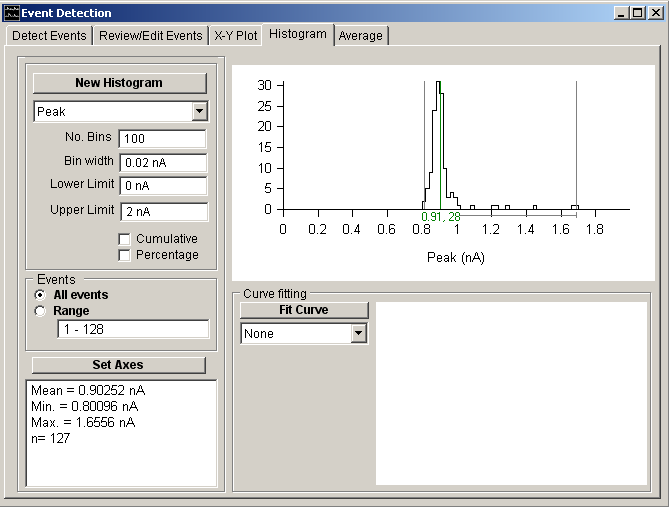 Event Detection
Detect Events Review/Edit Events X-Y Plot Histogram Average
New Histogram
Peak
No. Bins 100
Bin width 0.02 nA
Lower Limit 0 nA
Upper Limit 2 nA
Cumulative
Percentage
Events
All events
Range
1 - 128
Set Axes
Mean = 0.90252 nA
Min. = 0.80096 nA
Max. = 1.6556 nA
n= 127
30
25
20
15
10
5
0
0.91, 28
0 0.2 0.4 0.6 0.8 1 1.2 1.4 1.6 1.8
Peak (nA)
Curve fitting
Fit Curve
None